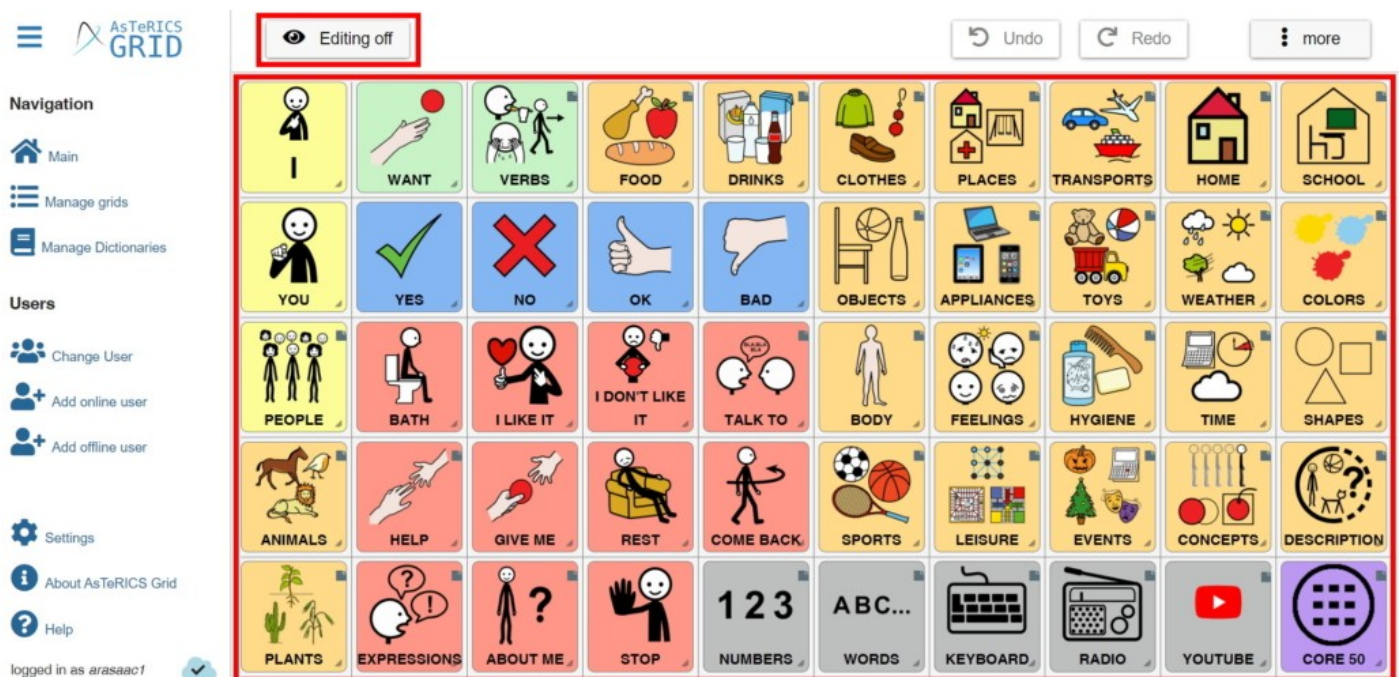 AsTeRICS
GRID
Editing off
Undo
Redo
more
Navigation
Main
Manage grids
Manage Dictionaries
Users
Change User
Add online user
Add offline user
Settings
About AsTeRICS Grid
Help
logged in as arasaac1
I
WANT
VERBS
FOOD
DRINKS
CLOTHES
PLACES
TRANSPORTS
HOME
SCHOOL
YOU
YES
NO
OK
BAD
OBJECTS
APPLIANCES
TOYS
WEATHER
COLORS
PEOPLE
BATH
I LIKE IT
I DON'T LIKE
IT
BLA,BLA
BLA
TALK TO
BODY
FEELINGS
HYGIENE
TIME
SHAPES
ANIMALS
HELP
GIVE ME
REST
COME BACK
SPORTS
LEISURE
EVENTS
CONCEPTS
?
DESCRIPTION
PLANTS
? !
EXPRESSIONS
?
ABOUT ME
STOP
1 2 3
NUMBERS
ABC...
WORDS
KEYBOARD
RADIO
YOUTUBE
CORE 50